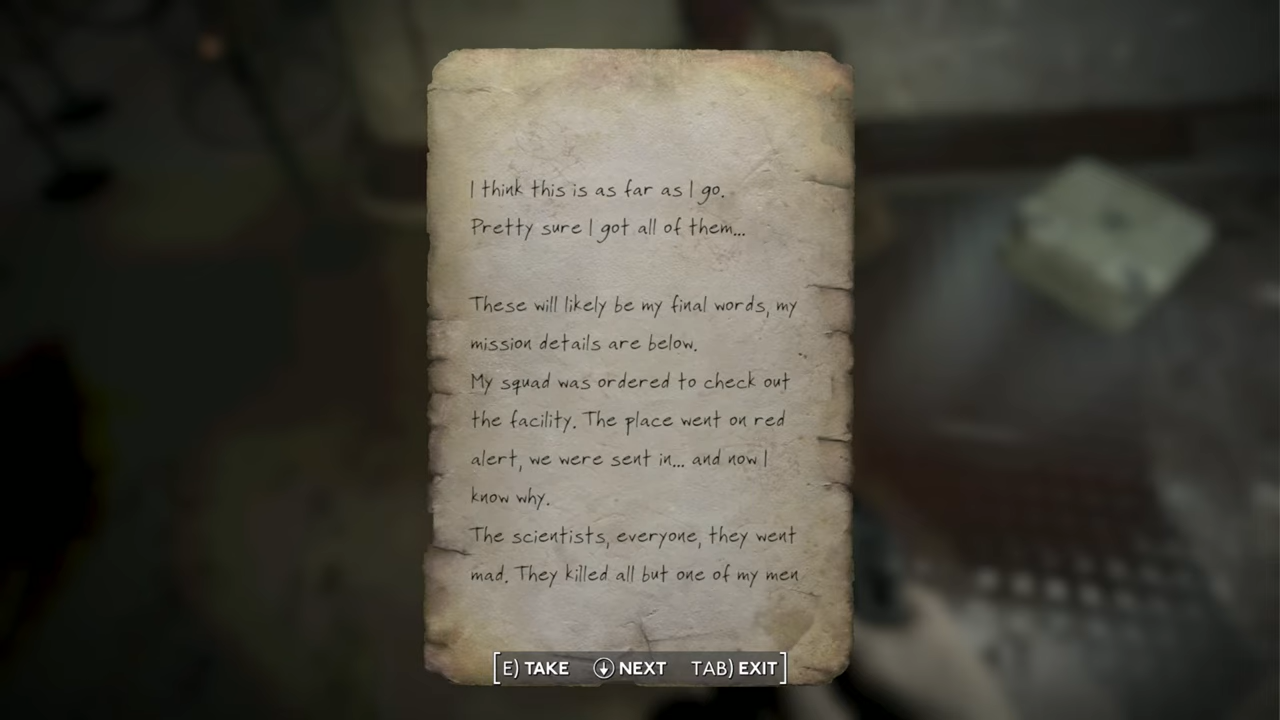 I think this is as far as I go.
Pretty sure I got all of them...
These will likely be my final words, my
mission details are below.
My squad was ordered to check out
the facility. The place went on red
alert, we were sent in... and now I
know why.
The scientists, everyone, they went
mad. They killed all but one of my men
[E) TAKE ↓ NEXT TAB) EXIT]